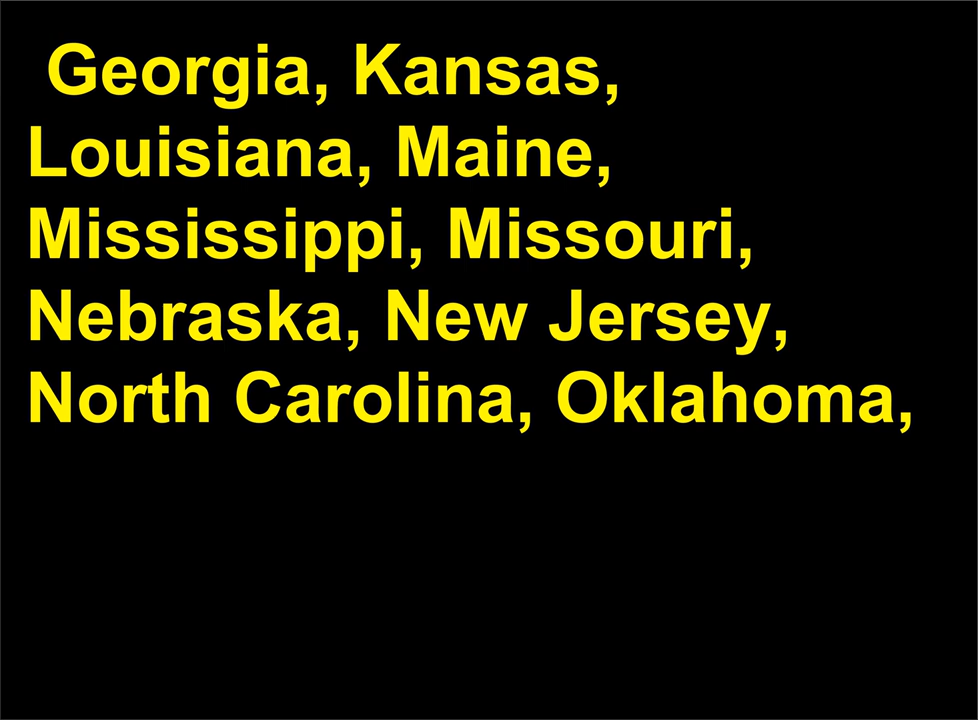 Georgia, Kansas,
Louisiana, Maine,
Mississippi, Missouri,
Nebraska, New Jersey,
North Carolina, Oklahoma,